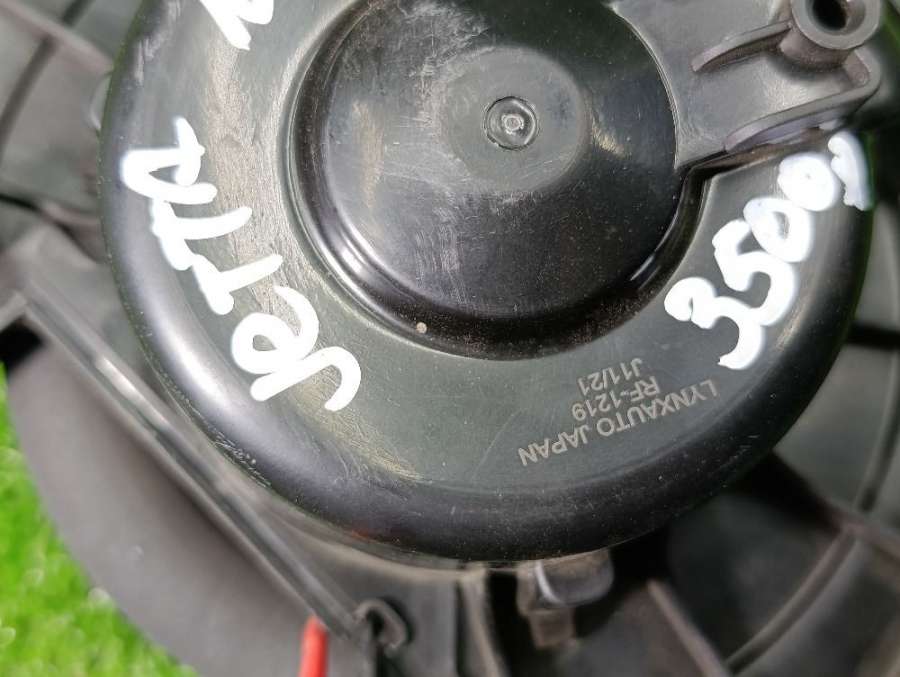 JETTA
3500
LYNXAUTO JAPAN
RF-1219
J11/21